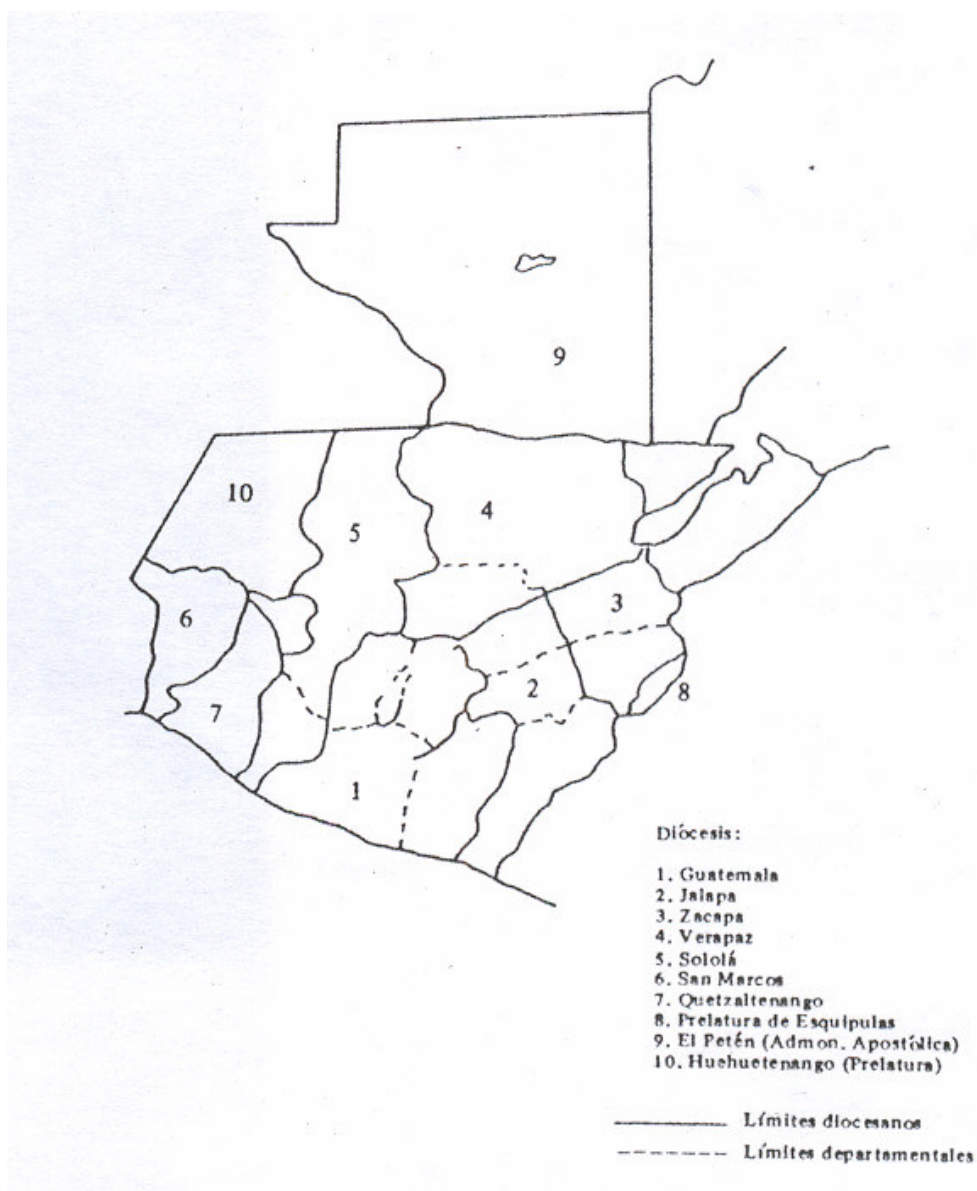 9
10
4
5
3
6
8
2
7
1
Diócesis:
1. Guatemala
2. Jalapa
3. Zacapa
4. Verapaz
5. Sololá
6. San Marcos
7. Quetzaltenango
8. Prelatura de Esquipulas
9. El Petén (Admon. Apostólica)
10. Huehuetenango (Prelatura)
Límites diocesanos
Límites departamentales